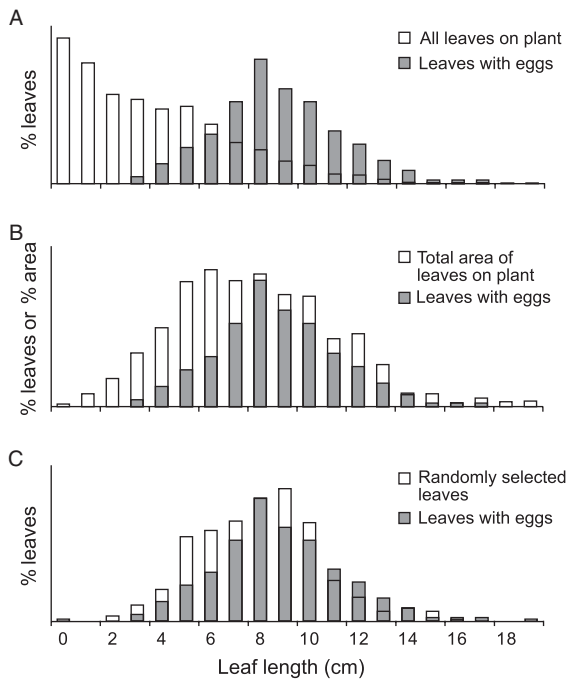 A
All leaves on plant
Leaves with eggs
% leaves
B
Total area of
leaves on plant
Leaves with eggs
% leaves or % area
C
Randomly selected
leaves
Leaves with eggs
% leaves
0 2 4 6 8 10 12 14 16 18
Leaf length (cm)